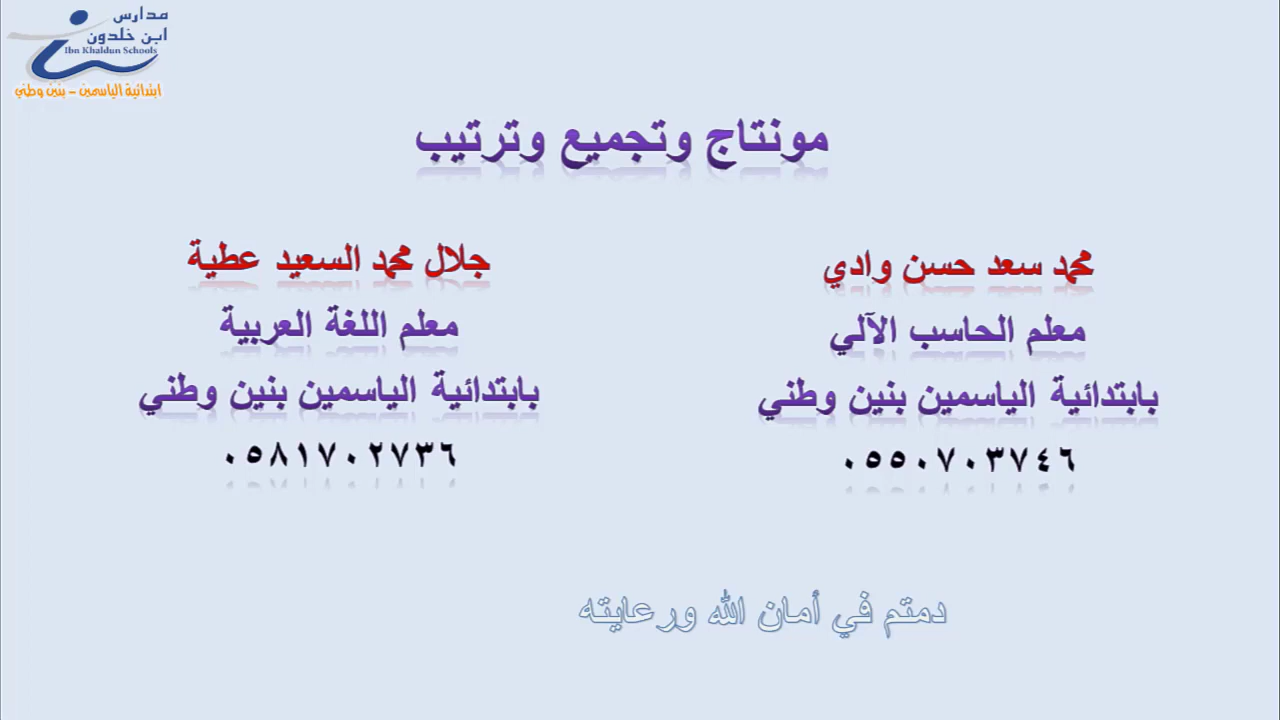 مدارس
ابن خلدون
Ibn Khaldun Schools
ابتدائية الياسمين - بنين وطني
مونتاج وتجميع وترتيب
محمد سعد حسن وادي
معلم الحاسب الآلي
بابتدائية الياسمين بنين وطني
٠٥٥٠٧٠٣٧٤٦
جلال محمد السعيد عطية
معلم اللغة العربية
بابتدائية الياسمين بنين وطني
٠٥٨١٧٠٢٧٣٦
دمتم في أمان الله ورعايته